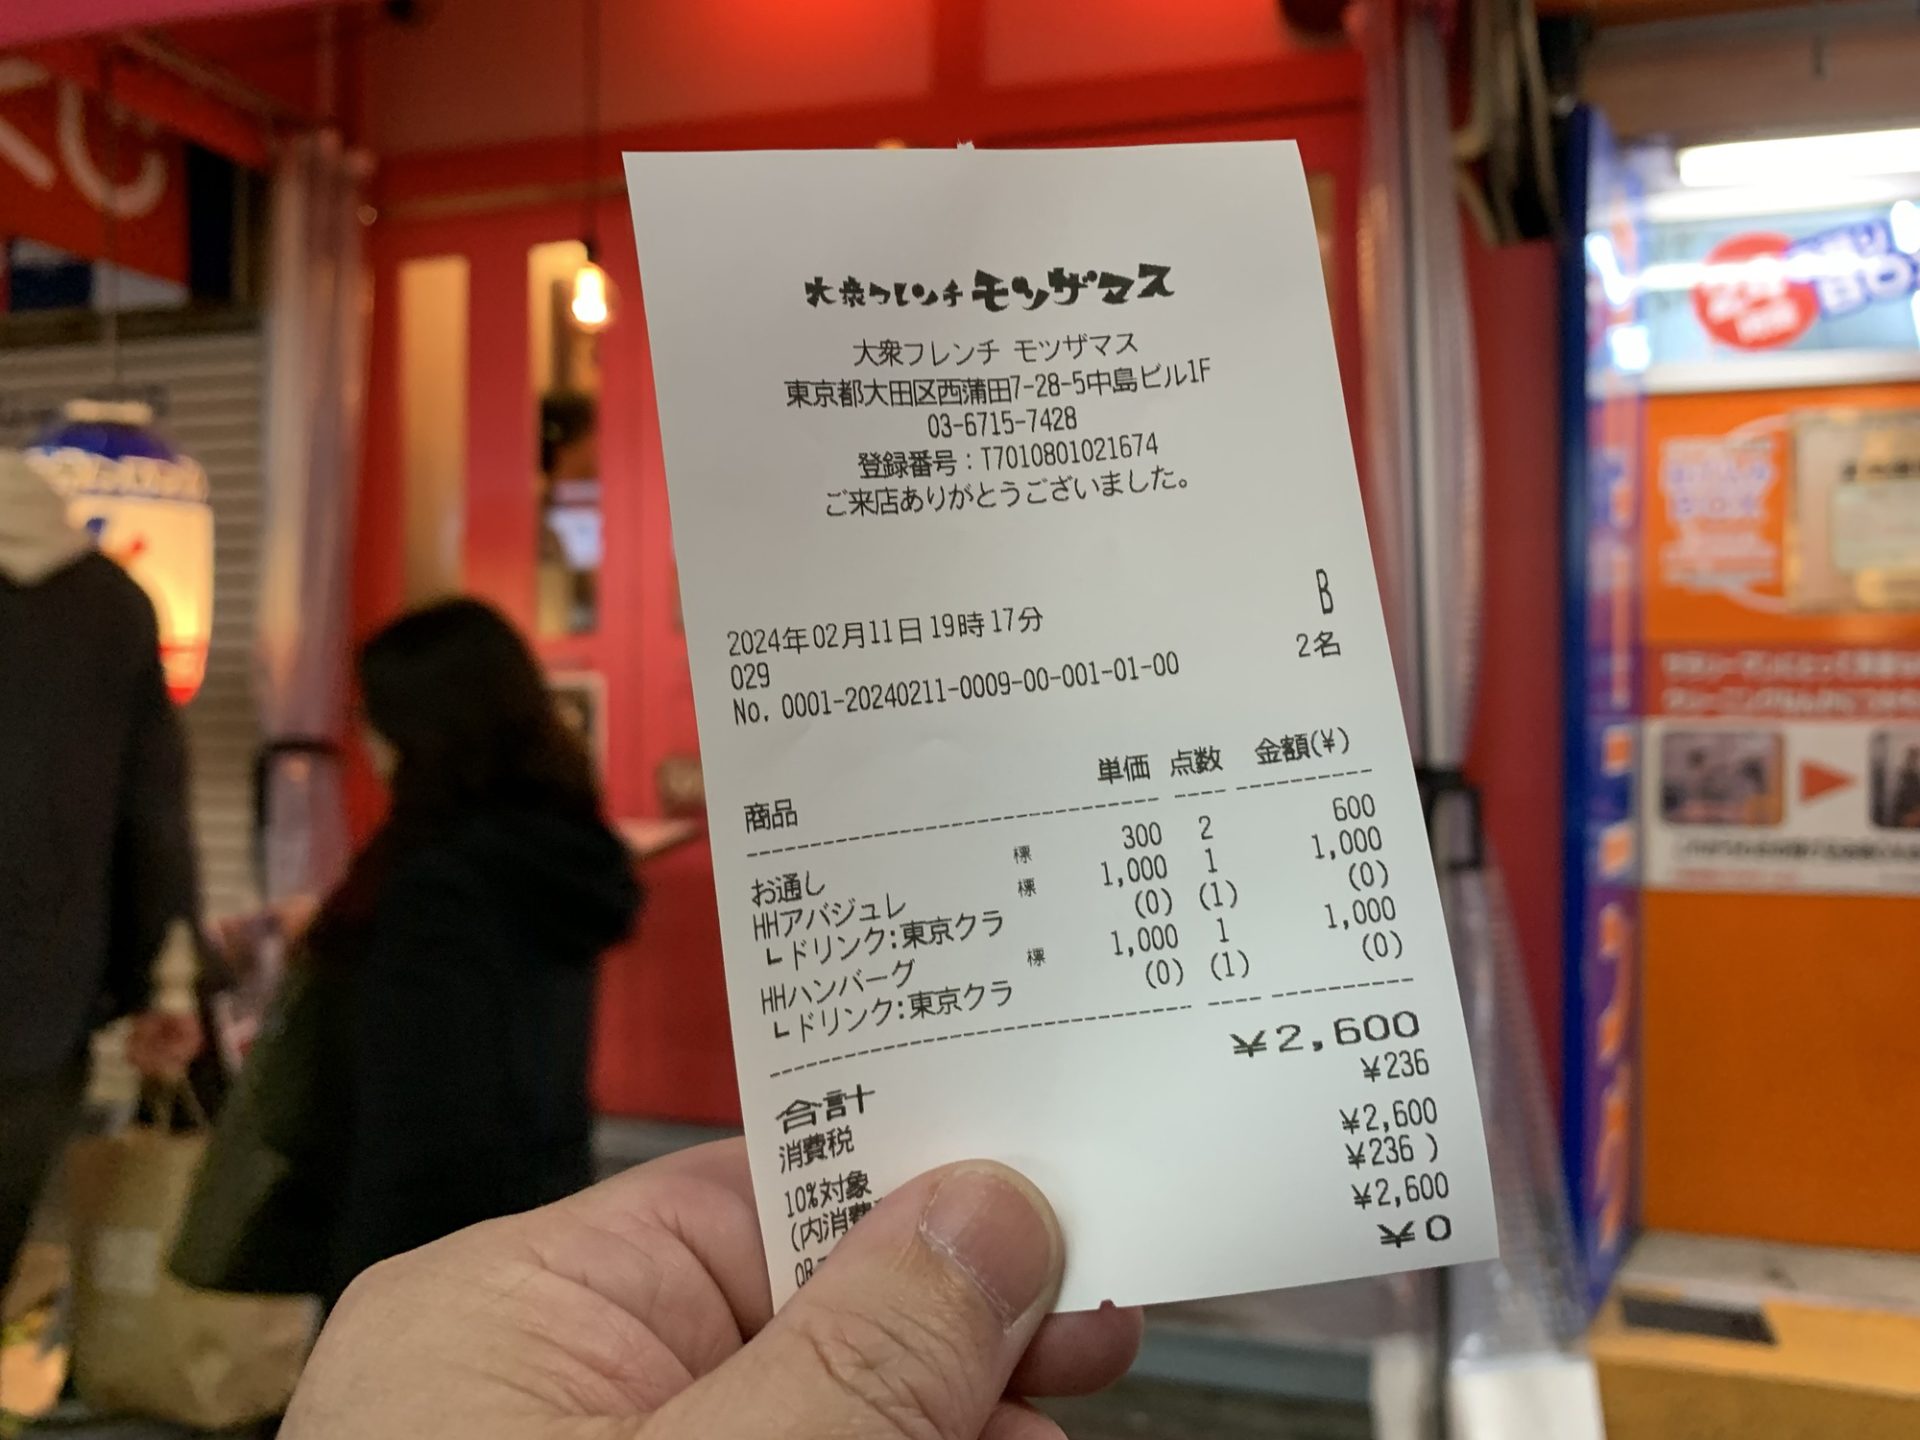 大衆フレンチ モツザマス
大衆フレンチ モツザマス
東京都大田区西蒲田7-28-5中島ビル1F
03-6715-7428
登録番号：T7010801021674
ご来店ありがとうございました。
B
2024年02月11日19時17分
029 2名
No. 0001-20240211-0009-00-001-01-00
商品 単価 点数 金額(¥)
お通し 標 300 2 600
HHアバジュレ 標 1,000 1 1,000
┗ドリンク:東京クラ (0) (1) (0)
HHハンバーグ 標 1,000 1 1,000
┗ドリンク:東京クラ (0) (1) (0)
合計 ¥2,600
消費税 ¥236
10%対象 ¥2,600
(内消費 ¥236 )
¥2,600
¥0